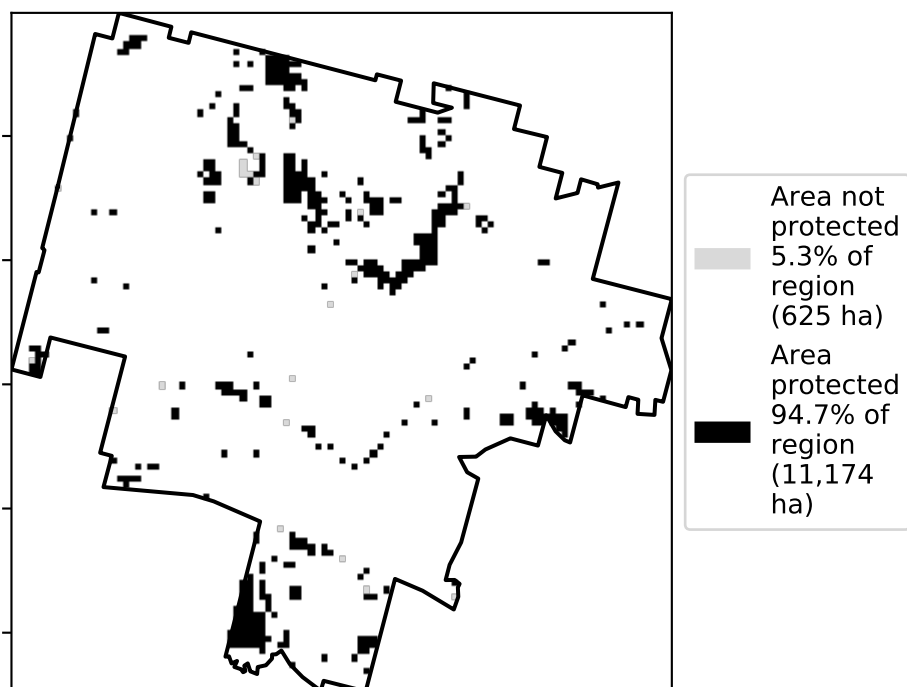 Area not
protected
5.3% of
region
(625 ha)
Area
protected
94.7% of
region
(11,174
ha)